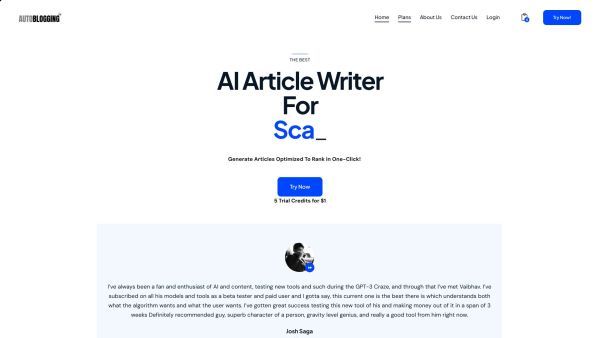 AUTOBLOGGING
Home Plans About Us Contact Us Login Try Now!
THE BEST
AI Article Writer
For
Sca_
Generate Articles Optimized To Rank in One-Click!
Try Now
5 Trial Credits for $1
I've always been a fan and enthusiast of AI and content, testing new tools and such during the GPT-3 Craze, and through that I've met Vaibhav. I've
subscribed on all his models and tools as a beta tester and paid user and I gotta say, this current one is the best there is which understands both
what the algorithm wants and what the user wants. I've gotten great success testing this new tool of his and making money out of it in a span of 3
weeks Definitely recommended guy, superb character of a person, gravity level genius, and really a good tool from him right now.
Josh Saga